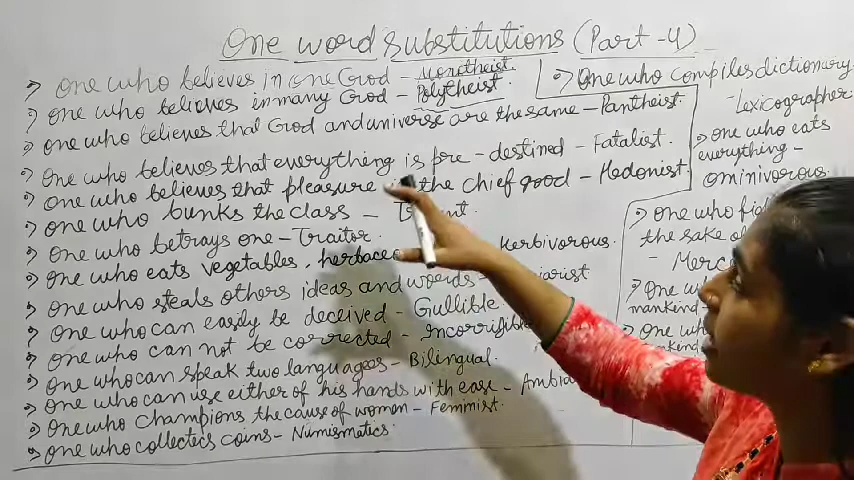 One word substitutions (Part-4)
One who believes in one God - Monotheist.
One who believes in many God - Polytheist.
One who believes that God and universe are the same - Pantheist.
One who believes that everything is pre-destined - Fatalist.
One who believes that pleasure the chief good - Hedonist.
One who bunks the class -
One who betrays one - Traitor.
One who eats vegetables, Herbivorous.
One who steals others ideas and words -
One who can easily be deceived - Gullible
One who can not be corrected -
One who can speak two languages - Bilingual.
One who can use either of his hands with ease -
One who champions the cause of woman - Feminist.
One who collectcs coins - Numismatics.
One who compiles dictionary
- Lexicographer.
One who eats
everything -
ominivorous.
One who
the sake
-
One
mankind
One